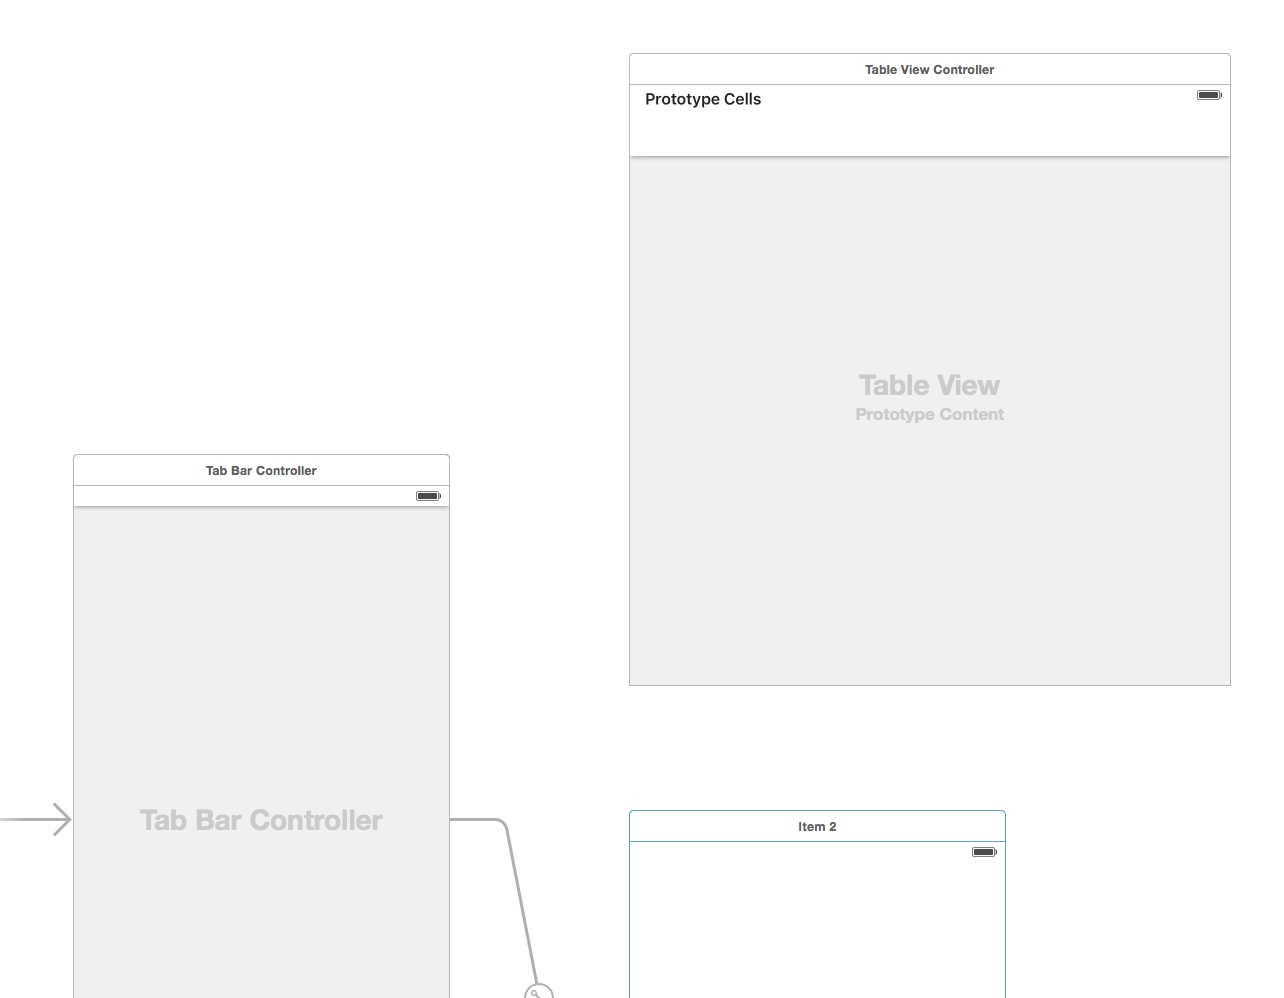 Table View Controller
Prototype Cells
Table View
Prototype Content
Tab Bar Controller
Tab Bar Controller
Item 2